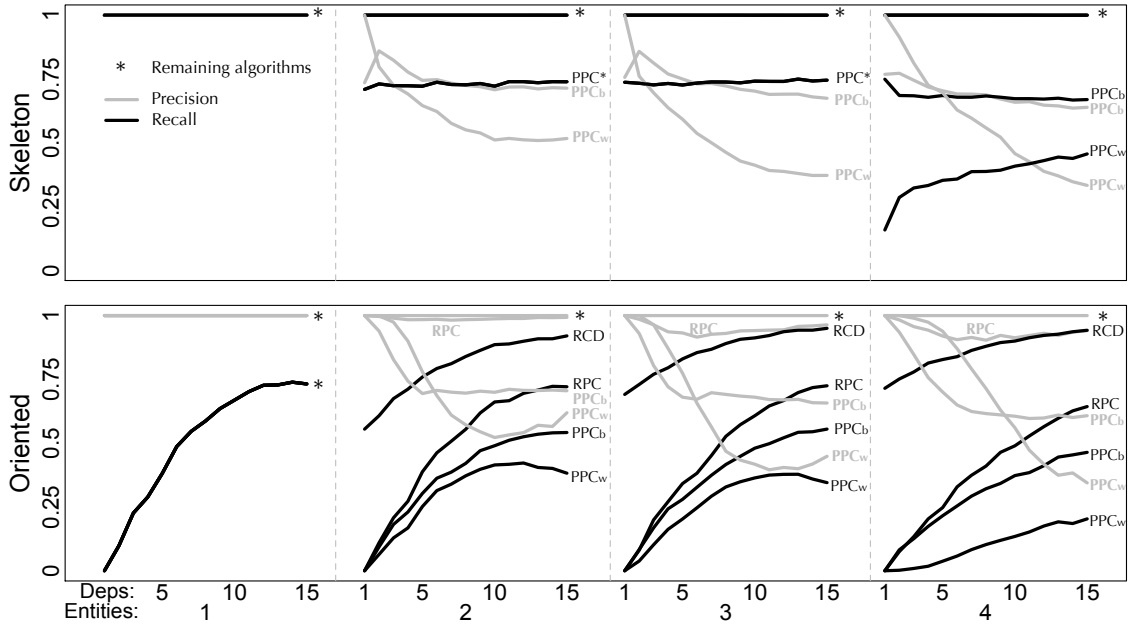 Skeleton
1
0.75
0.5
0.25
0
* Remaining algorithms
Precision
Recall
*
*
PPC*
PPCb
PPCw
*
PPC*
PPCb
PPCw
*
PPCb
PPCb
PPCw
PPCw
Oriented
1
0.75
0.5
0.25
0
*
*
*
RPC
RCD
RPC
PPCb
PPCw
PPCb
PPCw
*
RPC
RCD
RPC
PPCb
PPCb
PPCw
PPCw
*
RPC
RCD
RPC
PPCb
PPCb
PPCw
PPCw
Deps: 5 10 15 1 5 10 15 1 5 10 15 1 5 10 15
Entities: 1 2 3 4